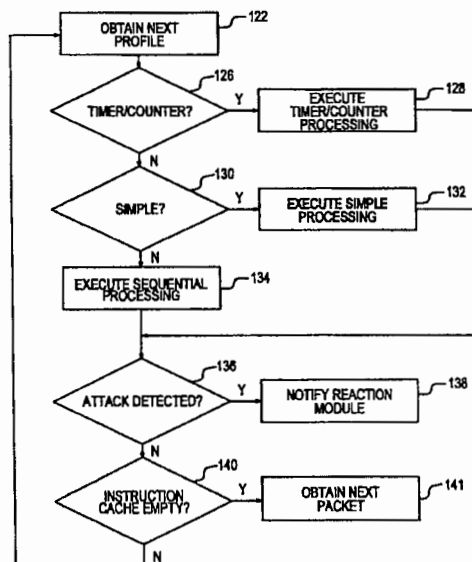 OBTAIN NEXT
PROFILE
122
126
TIMER/COUNTER?
Y
EXECUTE
TIMER/COUNTER
PROCESSING
128
N
130
SIMPLE?
Y
EXECUTE SIMPLE
PROCESSING
132
N
EXECUTE SEQUENTIAL
PROCESSING
134
136
ATTACK DETECTED?
Y
NOTIFY REACTION
MODULE
138
N
140
INSTRUCTION
CACHE EMPTY?
Y
OBTAIN NEXT
PACKET
141
N